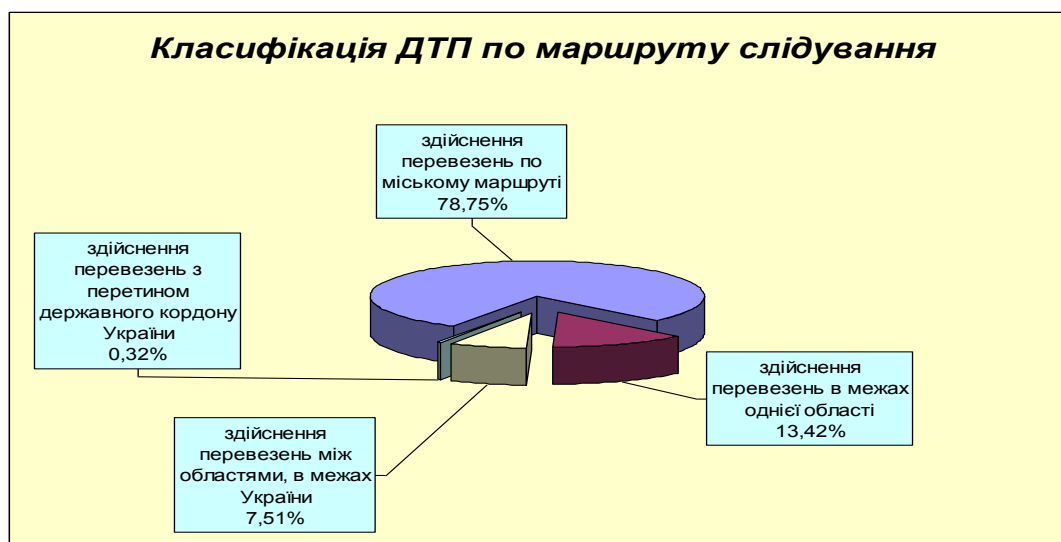 Класифікація ДТП по маршруту слідування
здійснення
перевезень по
міському маршруті
78,75%
здійснення
перевезень з
перетином
державного кордону
України
0,32%
здійснення
перевезень в межах
однієї області
13,42%
здійснення
перевезень між
областями, в межах
України
7,51%